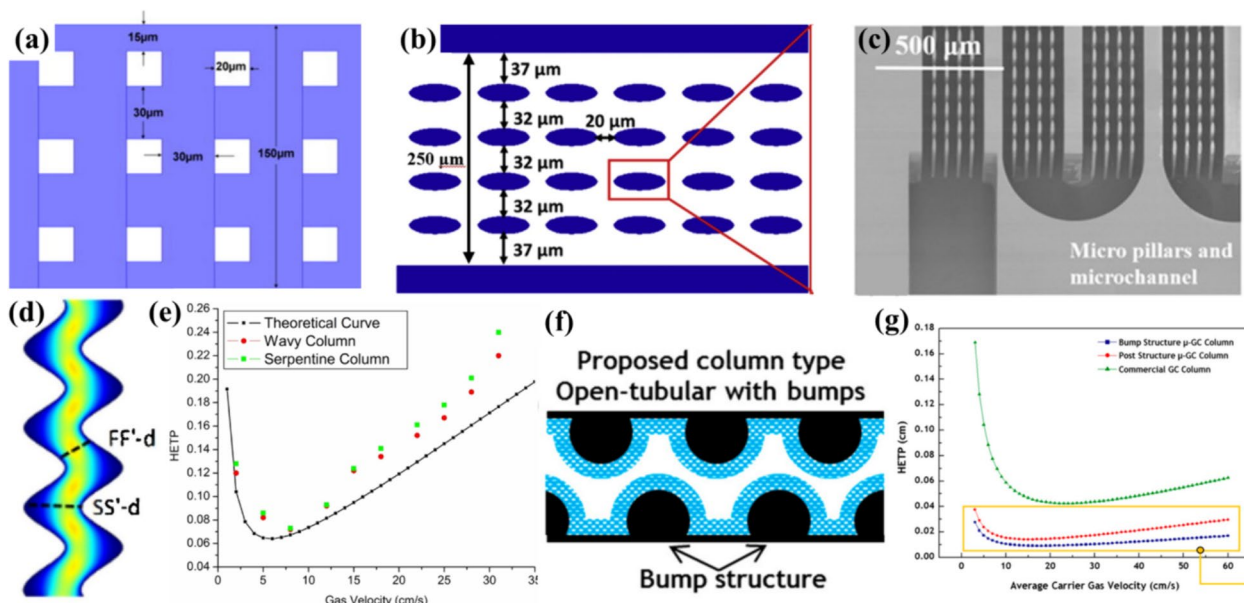 (a)
15μm
20μm
30μm
30μm
150μm
(b)
37 μm
32 μm
20 μm
250 μm
32 μm
32 μm
37 μm
(c)
500 μm
Micro pillars and
microchannel
(d)
FF'-d
SS'-d
(e)
HETP
0.26
0.24
0.22
0.20
0.18
0.16
0.14
0.12
0.10
0.08
0.06
0.04
Theoretical Curve
Wavy Column
Serpentine Column
0 5 10 15 20 25 30 35
Gas Velocity (cm/s)
(f)
Proposed column type
Open-tubular with bumps
Bump structure
(g)
HETP (cm)
0.18
0.16
0.14
0.12
0.10
0.08
0.06
0.04
0.02
0.00
Bump Structure μ-GC Column
Post Structure μ-GC Column
Commercial GC Column
0 10 20 30 40 50 60
Average Carrier Gas Velocity (cm/s)